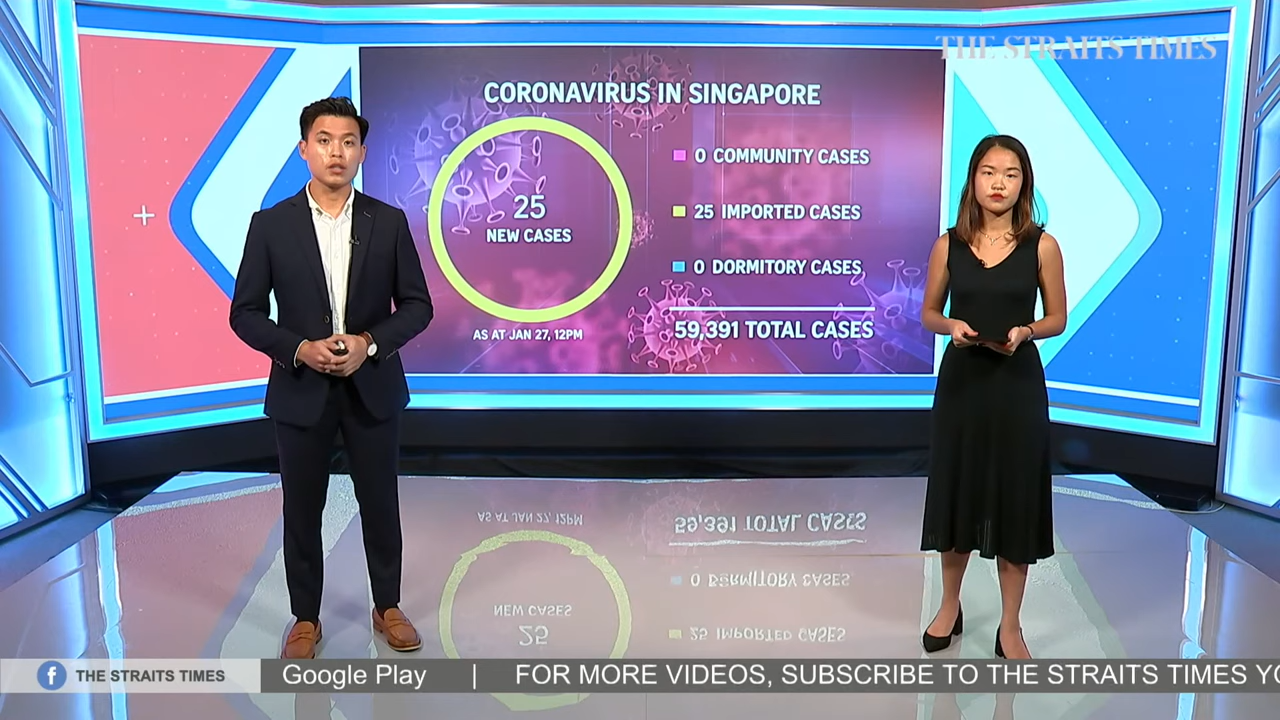 THE STRAITS TIMES
CORONAVIRUS IN SINGAPORE
25
NEW CASES
AS AT JAN 27, 12PM
0 COMMUNITY CASES
25 IMPORTED CASES
0 DORMITORY CASES
59,391 TOTAL CASES
THE STRAITS TIMES
Google Play | FOR MORE VIDEOS, SUBSCRIBE TO THE STRAITS TIMES